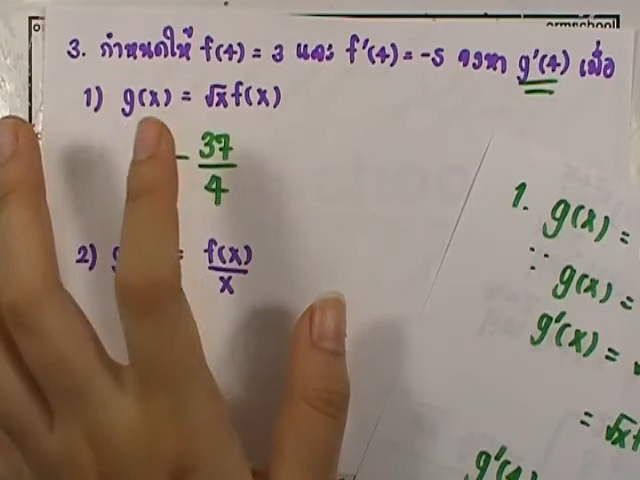 ormschool
3. กำหนดให้ f(4) = 3 และ f'(4) = -5 จงหา g'(4) เมื่อ
1) g(x) = √x f(x)
- 37/4
2) = f(x)/x
1. g(x) =
∵ g(x) =
g'(x) =
= √x
g'(4)